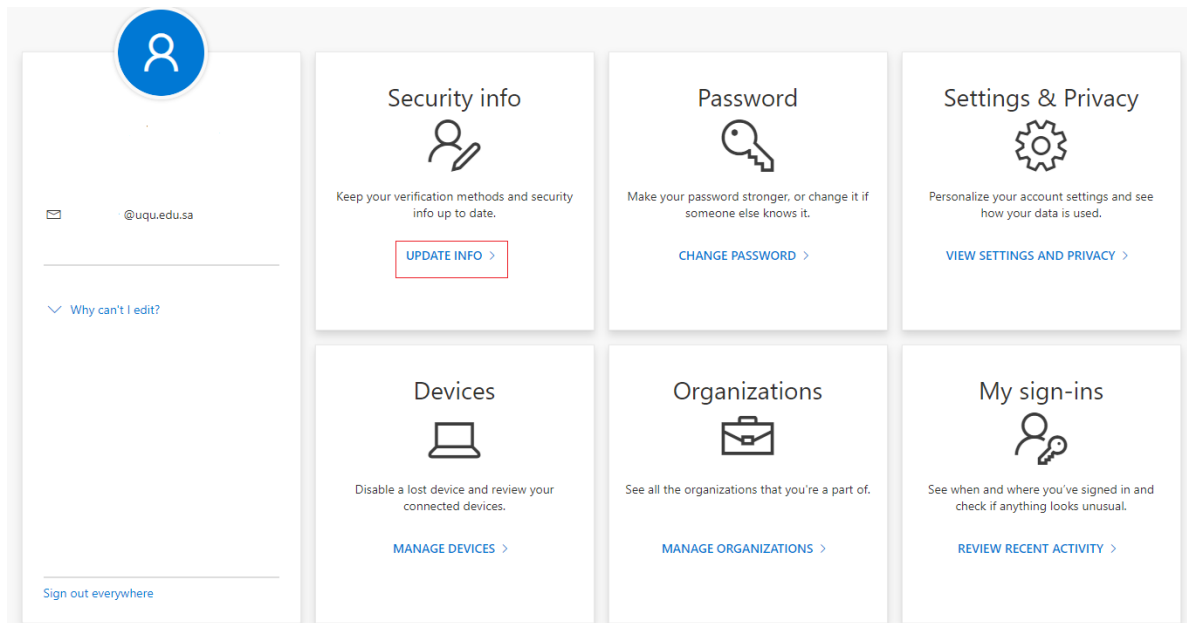 @uqu.edu.sa
Why can't I edit?
Sign out everywhere
Security info
Keep your verification methods and security
info up to date.
UPDATE INFO
Password
Make your password stronger, or change it if
someone else knows it.
CHANGE PASSWORD
Settings & Privacy
Personalize your account settings and see
how your data is used.
VIEW SETTINGS AND PRIVACY
Devices
Disable a lost device and review your
connected devices.
MANAGE DEVICES
Organizations
See all the organizations that you're a part of.
MANAGE ORGANIZATIONS
My sign-ins
See when and where you've signed in and
check if anything looks unusual.
REVIEW RECENT ACTIVITY